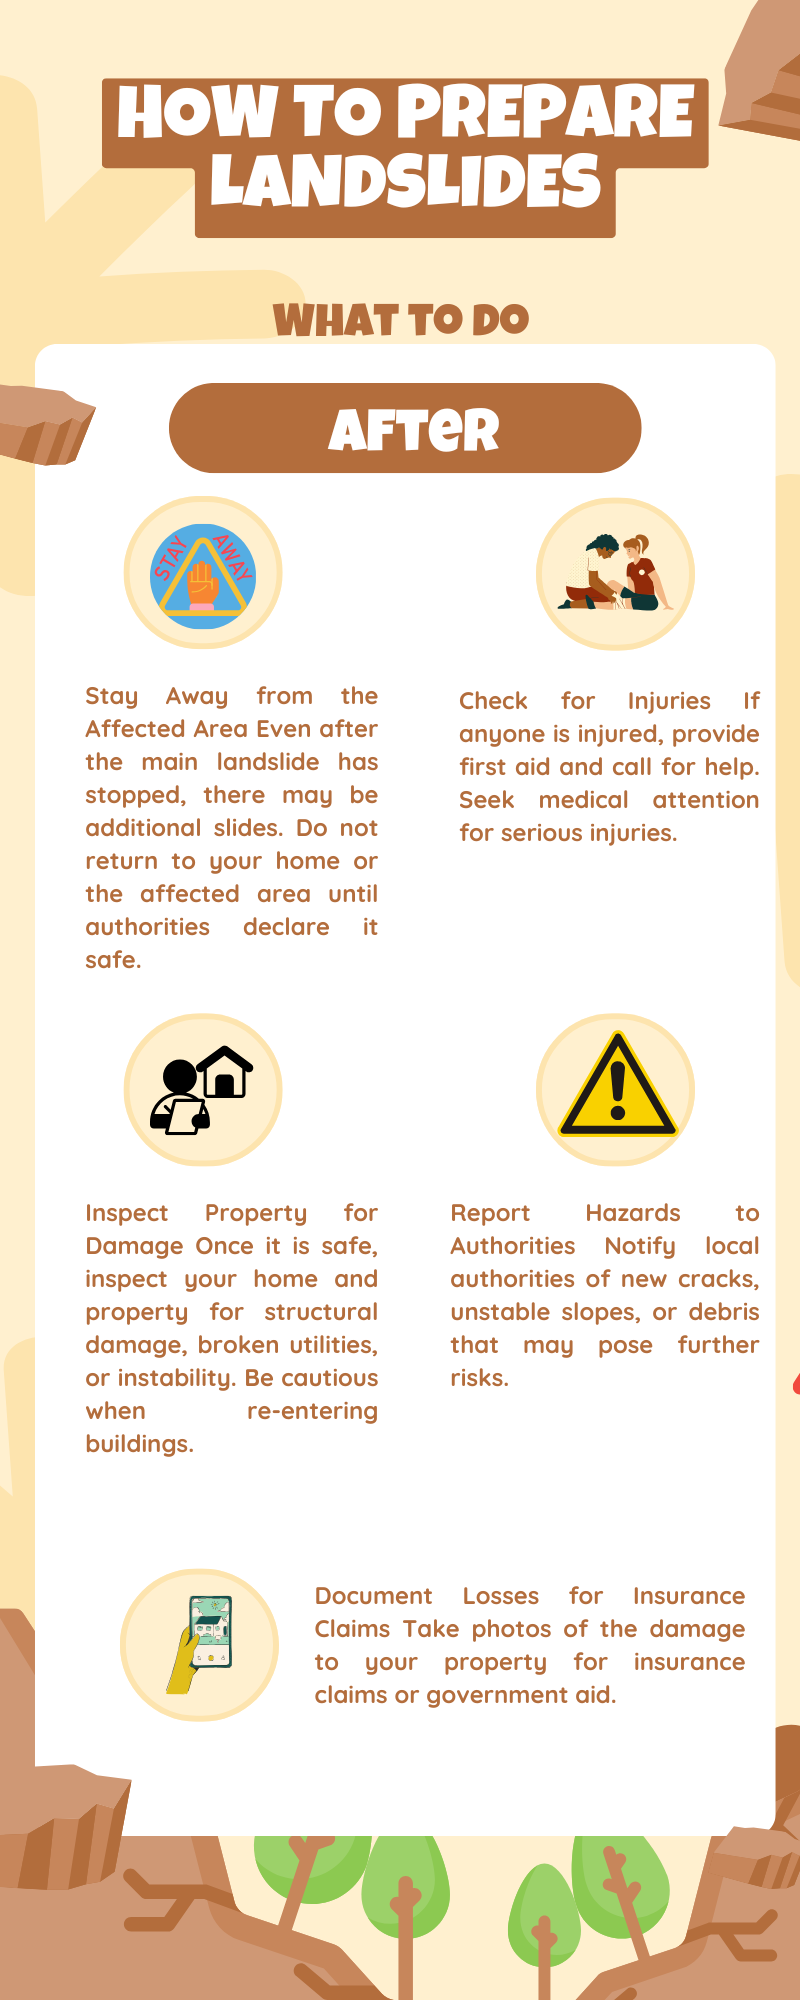 HOW TO PREPARE
LANDSLIDES
WHAT TO DO
AFTER
STAY AWAY
Stay Away from the
Affected Area Even after
the main landslide has
stopped, there may be
additional slides. Do not
return to your home or
the affected area until
authorities declare it
safe.
Check for Injuries If
anyone is injured, provide
first aid and call for help.
Seek medical attention
for serious injuries.
Inspect Property for
Damage Once it is safe,
inspect your home and
property for structural
damage, broken utilities,
or instability. Be cautious
when re-entering
buildings.
Report Hazards to
Authorities Notify local
authorities of new cracks,
unstable slopes, or debris
that may pose further
risks.
Document Losses for Insurance
Claims Take photos of the damage
to your property for insurance
claims or government aid.